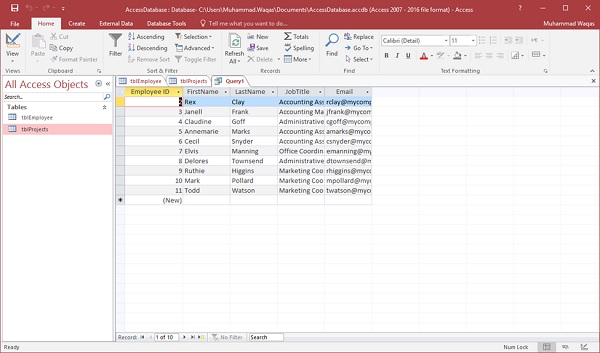 AccessDatabase : Database- C:\Users\Muhammad.Waqas\Documents\AccessDatabase.accdb (Access 2007 - 2016 file format) - Access
File Home Create External Data Database Tools Tell me what you want to do... Muhammad Waqas
View Paste Cut Copy Format Painter Filter Ascending Descending Remove Sort Selection Advanced Toggle Filter Refresh All New Save Delete Totals Spelling More Find Calibri (Detail) 11
Views Clipboard Sort & Filter Records Find Text Formatting
All Access Objects
Search...
Tables
tblEmployee
tblProjects
tblEmployee tblProjects Query1
Employee ID FirstName LastName JobTitle Email
2 Rex Clay Accounting Ass rclay@mycomp
3 Janell Frank Accounting Ma jfrank@mycom
4 Claudine Goff Administrative cgoff@mycom
5 Annemarie Marks Accounting Ass amarks@myco
6 Cecil Snyder Accounting Ass csnyder@myco
7 Elvis Manning Office Coordin emanning@my
8 Delores Townsend Administrative dtownsend@m
9 Ruthie Higgins Marketing Coo rhiggins@myco
10 Mark Pollard Marketing Coo mpollard@myc
11 Todd Watson Marketing Coo twatson@myco
(New)
Record: 1 of 10 No Filter Search
Ready Num Lock